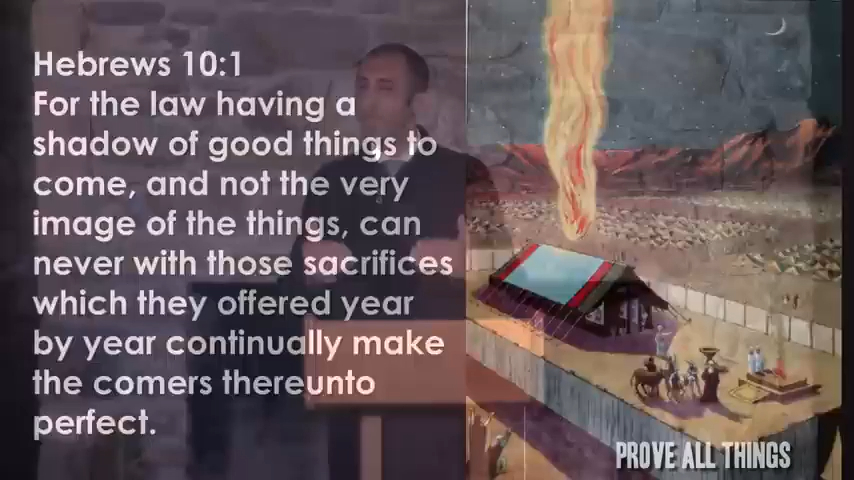 Hebrews 10:1
For the law having a
shadow of good things to
come, and not the very
image of the things, can
never with those sacrifices
which they offered year
by year continually make
the comers thereunto
perfect.
PROVE ALL THINGS